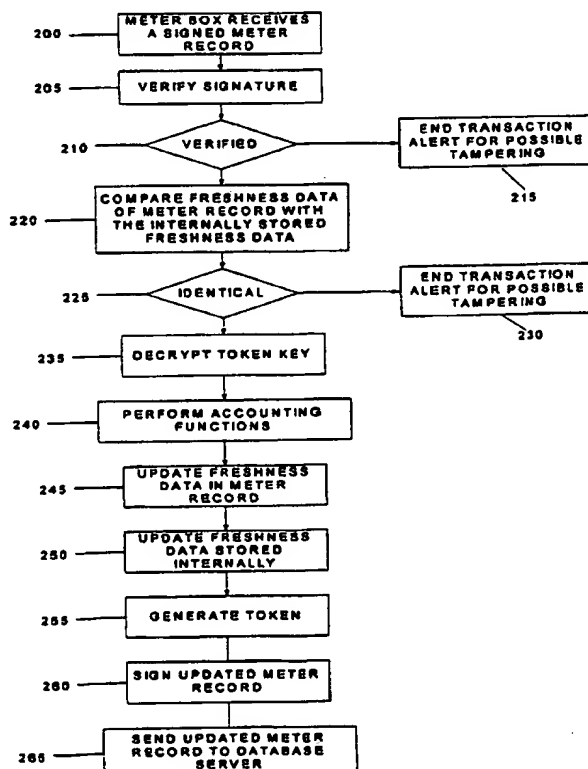 200
METER BOX RECEIVES
A SIGNED METER
RECORD
205
VERIFY SIGNATURE
210
VERIFIED
END TRANSACTION
ALERT FOR POSSIBLE
TAMPERING
215
220
COMPARE FRESHNESS DATA
OF METER RECORD WITH
THE INTERNALLY STORED
FRESHNESS DATA
225
IDENTICAL
END TRANSACTION
ALERT FOR POSSIBLE
TAMPERING
230
235
DECRYPT TOKEN KEY
240
PERFORM ACCOUNTING
FUNCTIONS
245
UPDATE FRESHNESS
DATA IN METER
RECORD
250
UPDATE FRESHNESS
DATA STORED
INTERNALLY
255
GENERATE TOKEN
260
SIGN UPDATED METER
RECORD
265
SEND UPDATED METER
RECORD TO DATABASE
SERVER